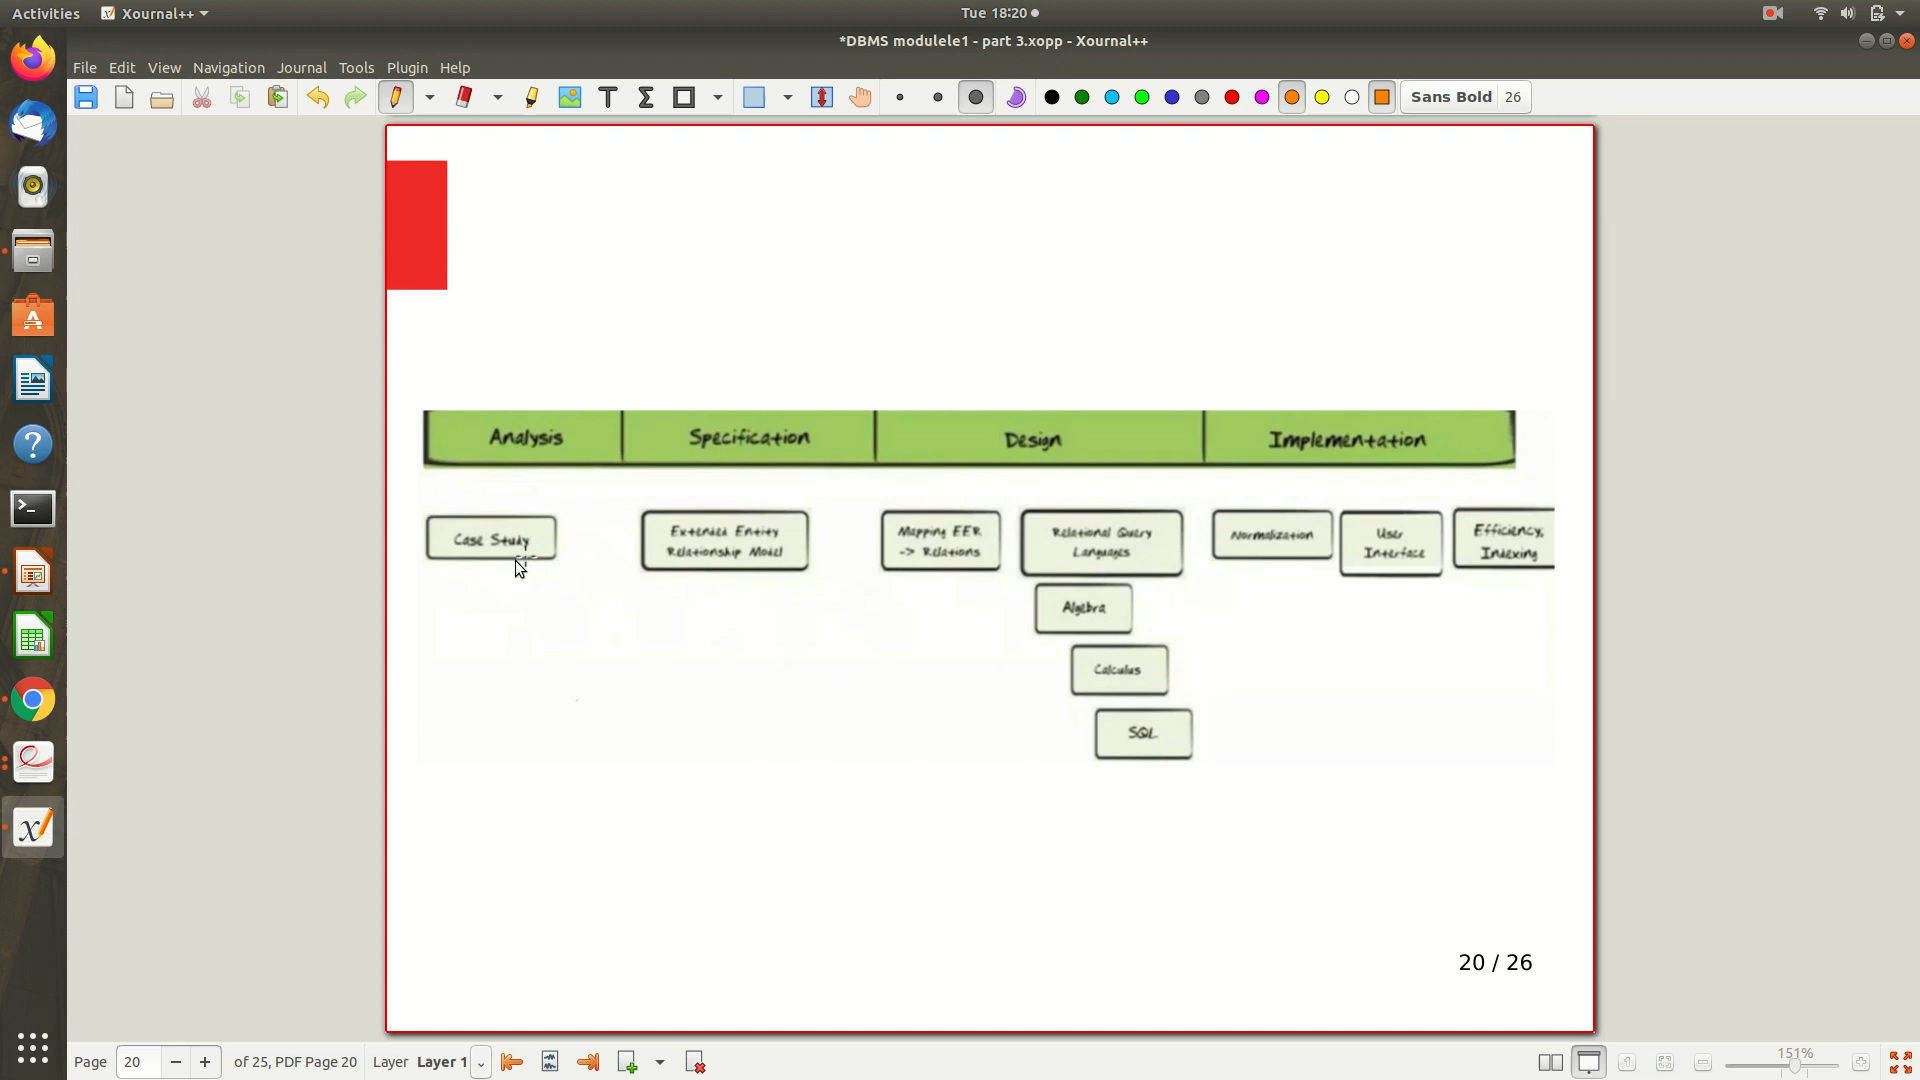 Activities Xournal++ Tue 18:20
*DBMS modulele1 - part 3.xopp - Xournal++
File Edit View Navigation Journal Tools Plugin Help
Sans Bold 26
Analysis Specification Design Implementation
Case Study
Extended Entity
Relationship Model
Mapping EER
-> Relations
Relational Query
Languages
Normalization
User
Interface
Efficiency,
Indexing
Algebra
Calculus
SQL
20 / 26
Page 20 of 25, PDF Page 20 Layer Layer 1 151%